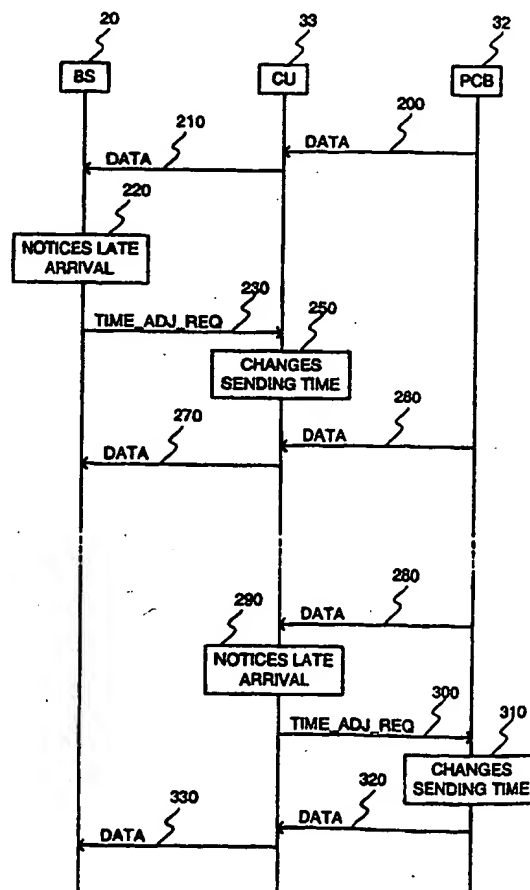 20
33
32
BS
CU
PCB
200
210
DATA
DATA
220
NOTICES LATE
ARRIVAL
230
TIME_ADJ_REQ
250
CHANGES
SENDING TIME
270
280
DATA
DATA
280
DATA
290
NOTICES LATE
ARRIVAL
300
TIME_ADJ_REQ
310
CHANGES
SENDING TIME
320
DATA
330
DATA